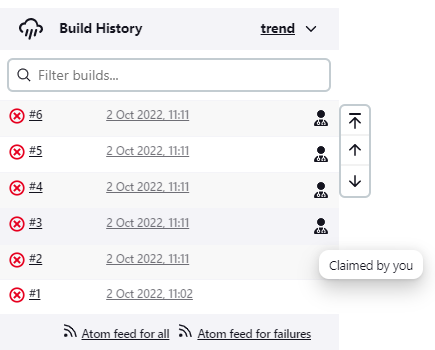 Build History trend
Filter builds...
#6 2 Oct 2022, 11:11
#5 2 Oct 2022, 11:11
#4 2 Oct 2022, 11:11
#3 2 Oct 2022, 11:11
#2 2 Oct 2022, 11:11
Claimed by you
#1 2 Oct 2022, 11:02
Atom feed for all Atom feed for failures